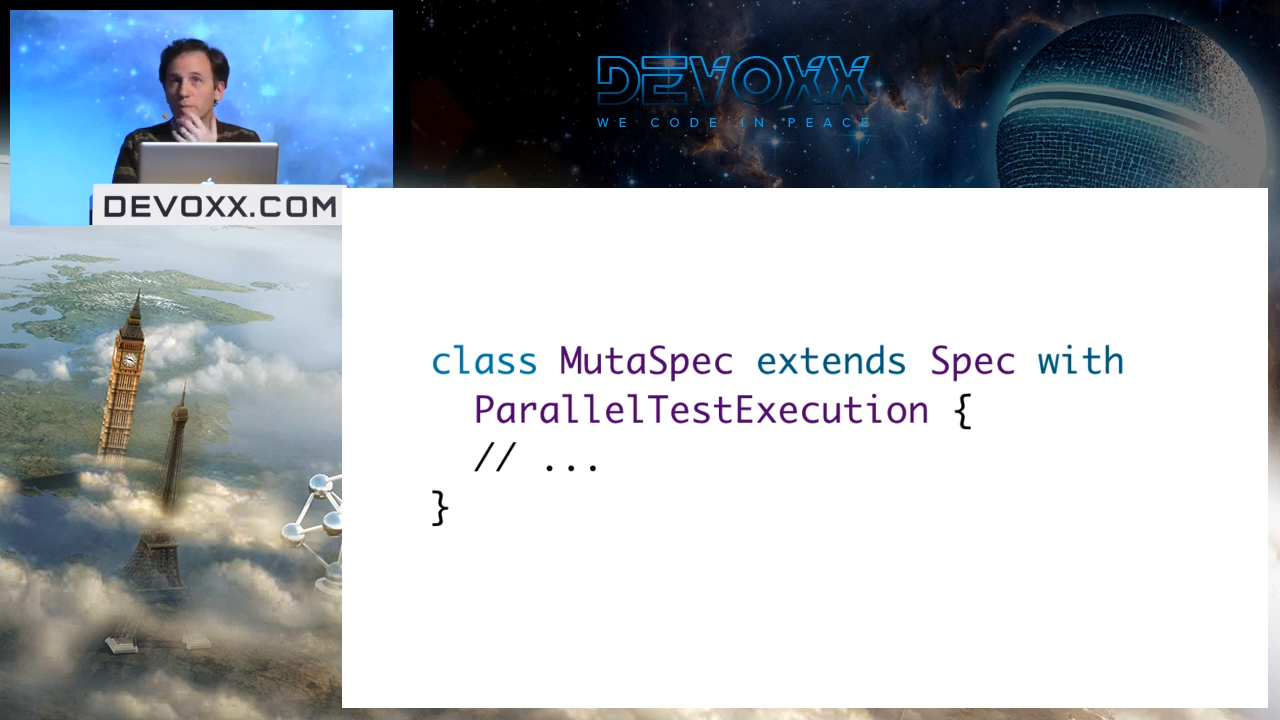 DEVOXX
WE CODE IN PEACE
DEVOXX.COM
class MutaSpec extends Spec with
ParallelTestExecution {
// ...
}